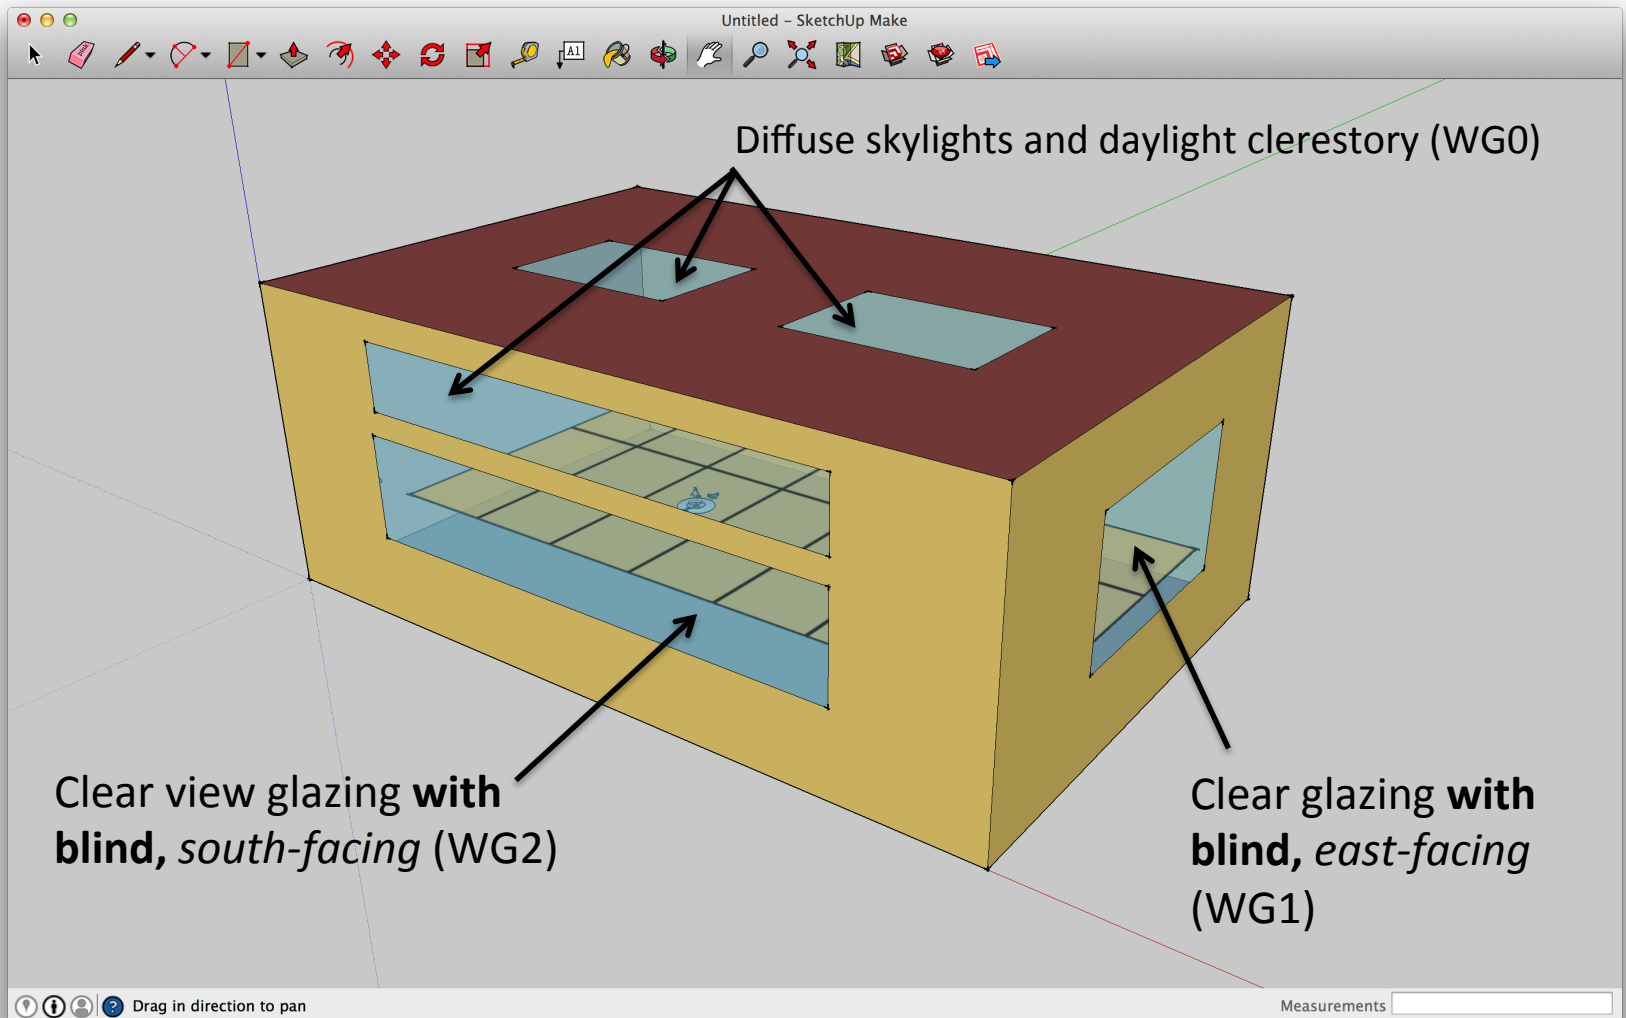 Untitled – SketchUp Make
A1
Diffuse skylights and daylight clerestory (WG0)
Clear view glazing with
blind, south-facing (WG2)
Clear glazing with
blind, east-facing
(WG1)
Drag in direction to pan
Measurements